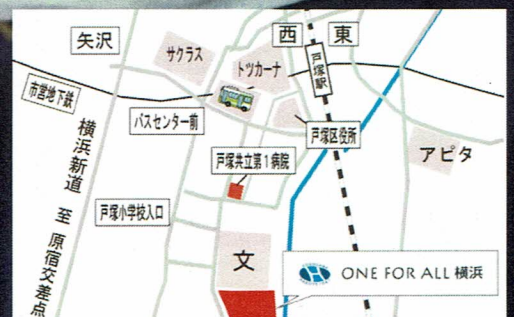 矢沢
サクラス
トツカーナ
西
東
戸塚駅
市営地下鉄
バスセンター前
戸塚区役所
アピタ
戸塚共立第1病院
横浜新道 至 原宿交差点
戸塚小学校入口
文
ONE FOR ALL 横浜